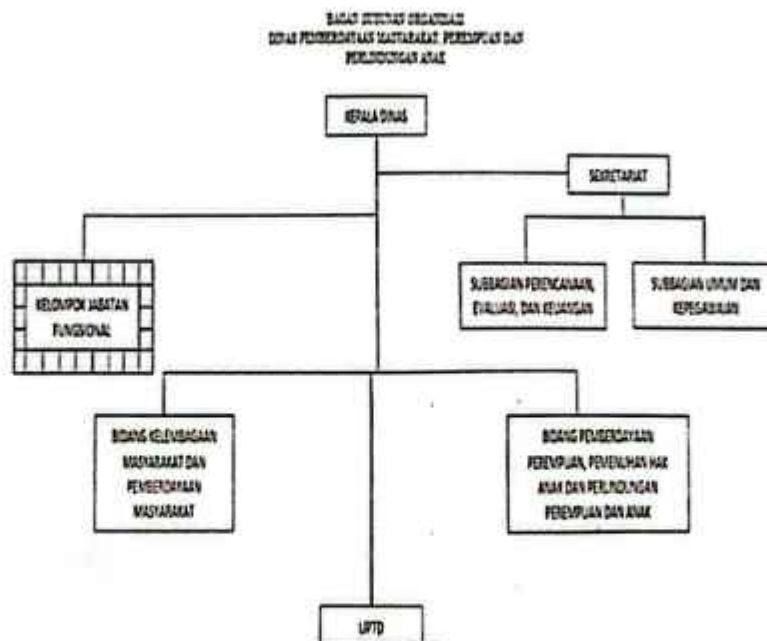 BAGAN SUSUNAN ORGANISASI
DINAS PEMBERDAYAAN MASYARAKAT, PEREMPUAN DAN
PERLINDUNGAN ANAK
KEPALA DINAS
SEKRETARIAT
KELOMPOK JABATAN
FUNGSIONAL
SUBBAGIAN PERENCANAAN,
EVALUASI, DAN KEUANGAN
SUBBAGIAN UMUM DAN
KEPEGAWAIAN
BIDANG KELEMBAGAAN
MASYARAKAT DAN
PEMBERDAYAAN
MASYARAKAT
BIDANG PEMBERDAYAAN
PEREMPUAN, PEMENUHAN HAK
ANAK DAN PERLINDUNGAN
PEREMPUAN DAN ANAK
UPTD